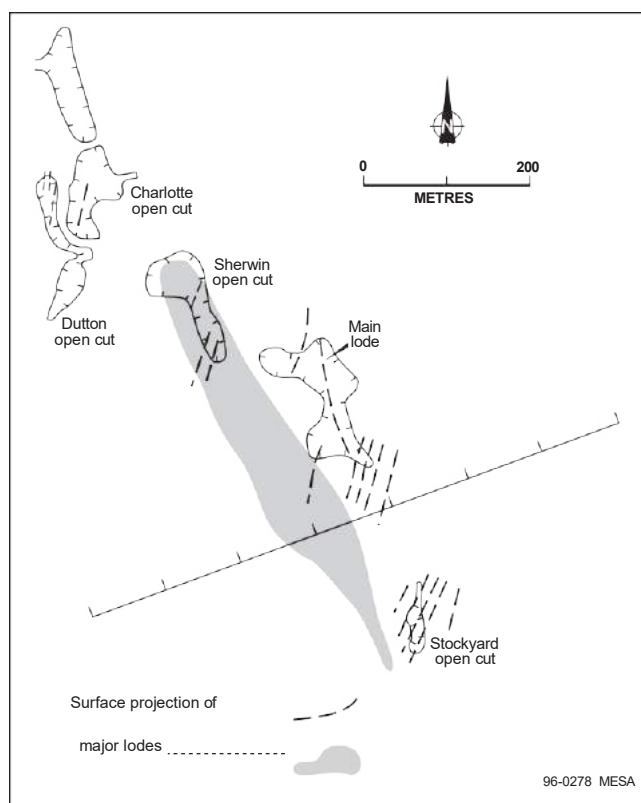 N
0
200
METRES
Charlotte
open cut
Sherwin
open cut
Dutton
open cut
Main
lode
Stockyard
open cut
Surface projection of
major lodes
96-0278 MESA